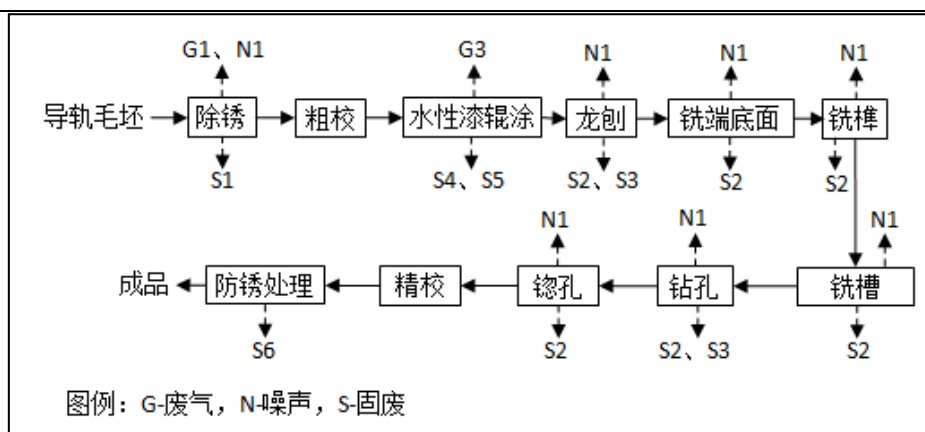 G1、N1
G3
N1
N1
N1
导轨毛坯
除锈
粗校
水性漆辊涂
龙刨
铣端底面
铣榫
S1
S4、S5
S2、S3
S2
S2
N1
N1
N1
成品
防锈处理
精校
锪孔
钻孔
铣槽
S6
S2
S2、S3
S2
图例：G-废气，N-噪声，S-固废